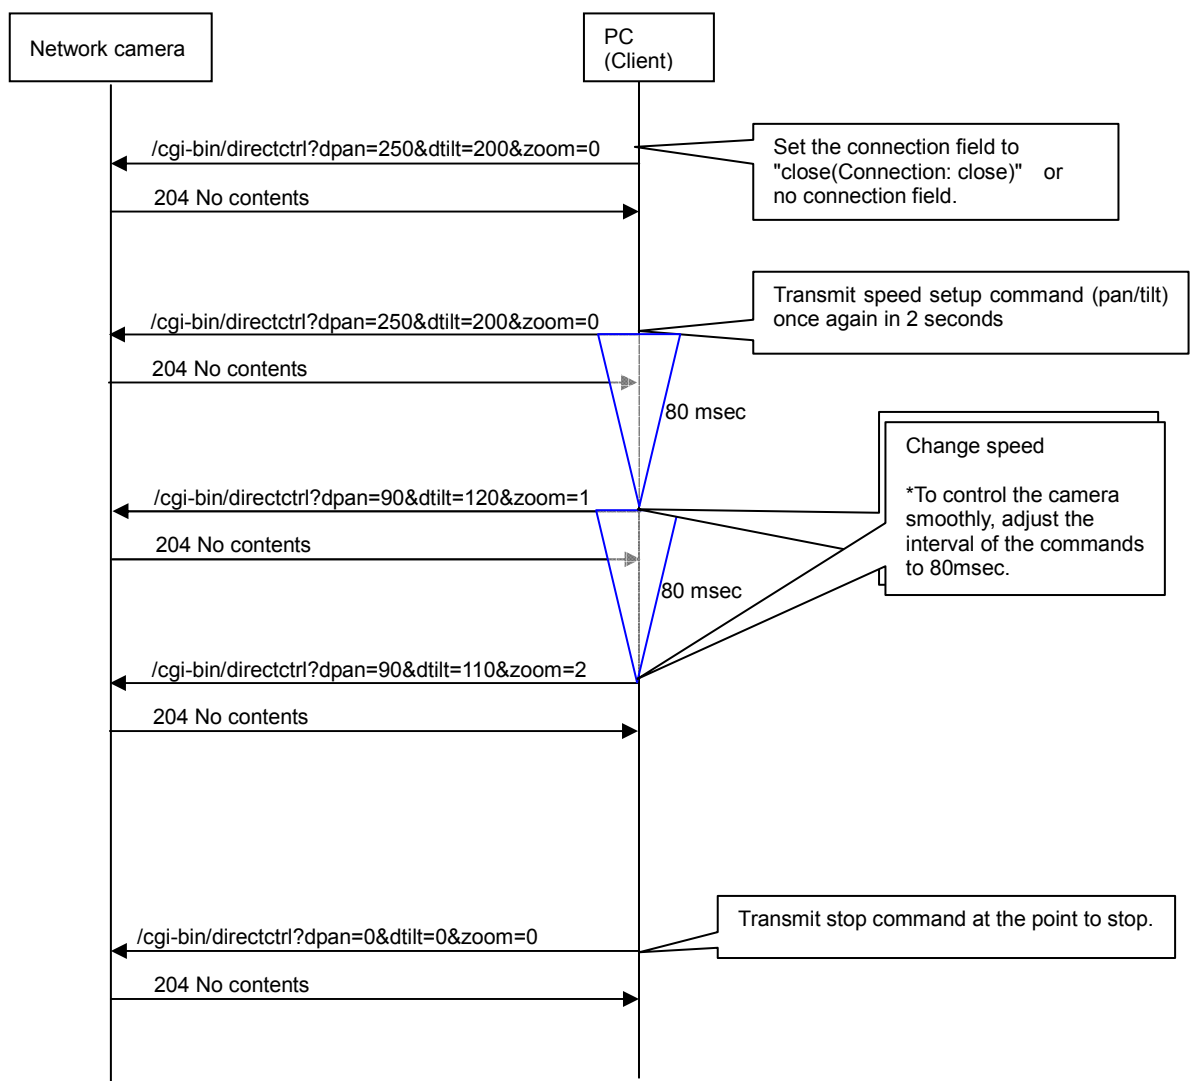 Network camera
PC
(Client)
/cgi-bin/directctrl?dpan=250&dtilt=200&zoom=0
Set the connection field to
"close(Connection: close)" or
no connection field.
204 No contents
Transmit speed setup command (pan/tilt)
once again in 2 seconds
/cgi-bin/directctrl?dpan=250&dtilt=200&zoom=0
204 No contents
80 msec
Change speed
*To control the camera
smoothly, adjust the
interval of the commands
to 80msec.
/cgi-bin/directctrl?dpan=90&dtilt=120&zoom=1
204 No contents
80 msec
/cgi-bin/directctrl?dpan=90&dtilt=110&zoom=2
204 No contents
Transmit stop command at the point to stop.
/cgi-bin/directctrl?dpan=0&dtilt=0&zoom=0
204 No contents